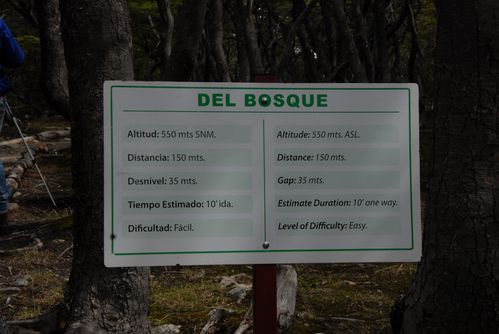 DEL BOSQUE
Altitud: 550 mts SNM.
Distancia: 150 mts.
Desnivel: 35 mts.
Tiempo Estimado: 10' ida.
Dificultad: Fácil.
Altitude: 550 mts. ASL.
Distance: 150 mts.
Gap: 35 mts.
Estimate Duration: 10' one way.
Level of Difficulty: Easy.